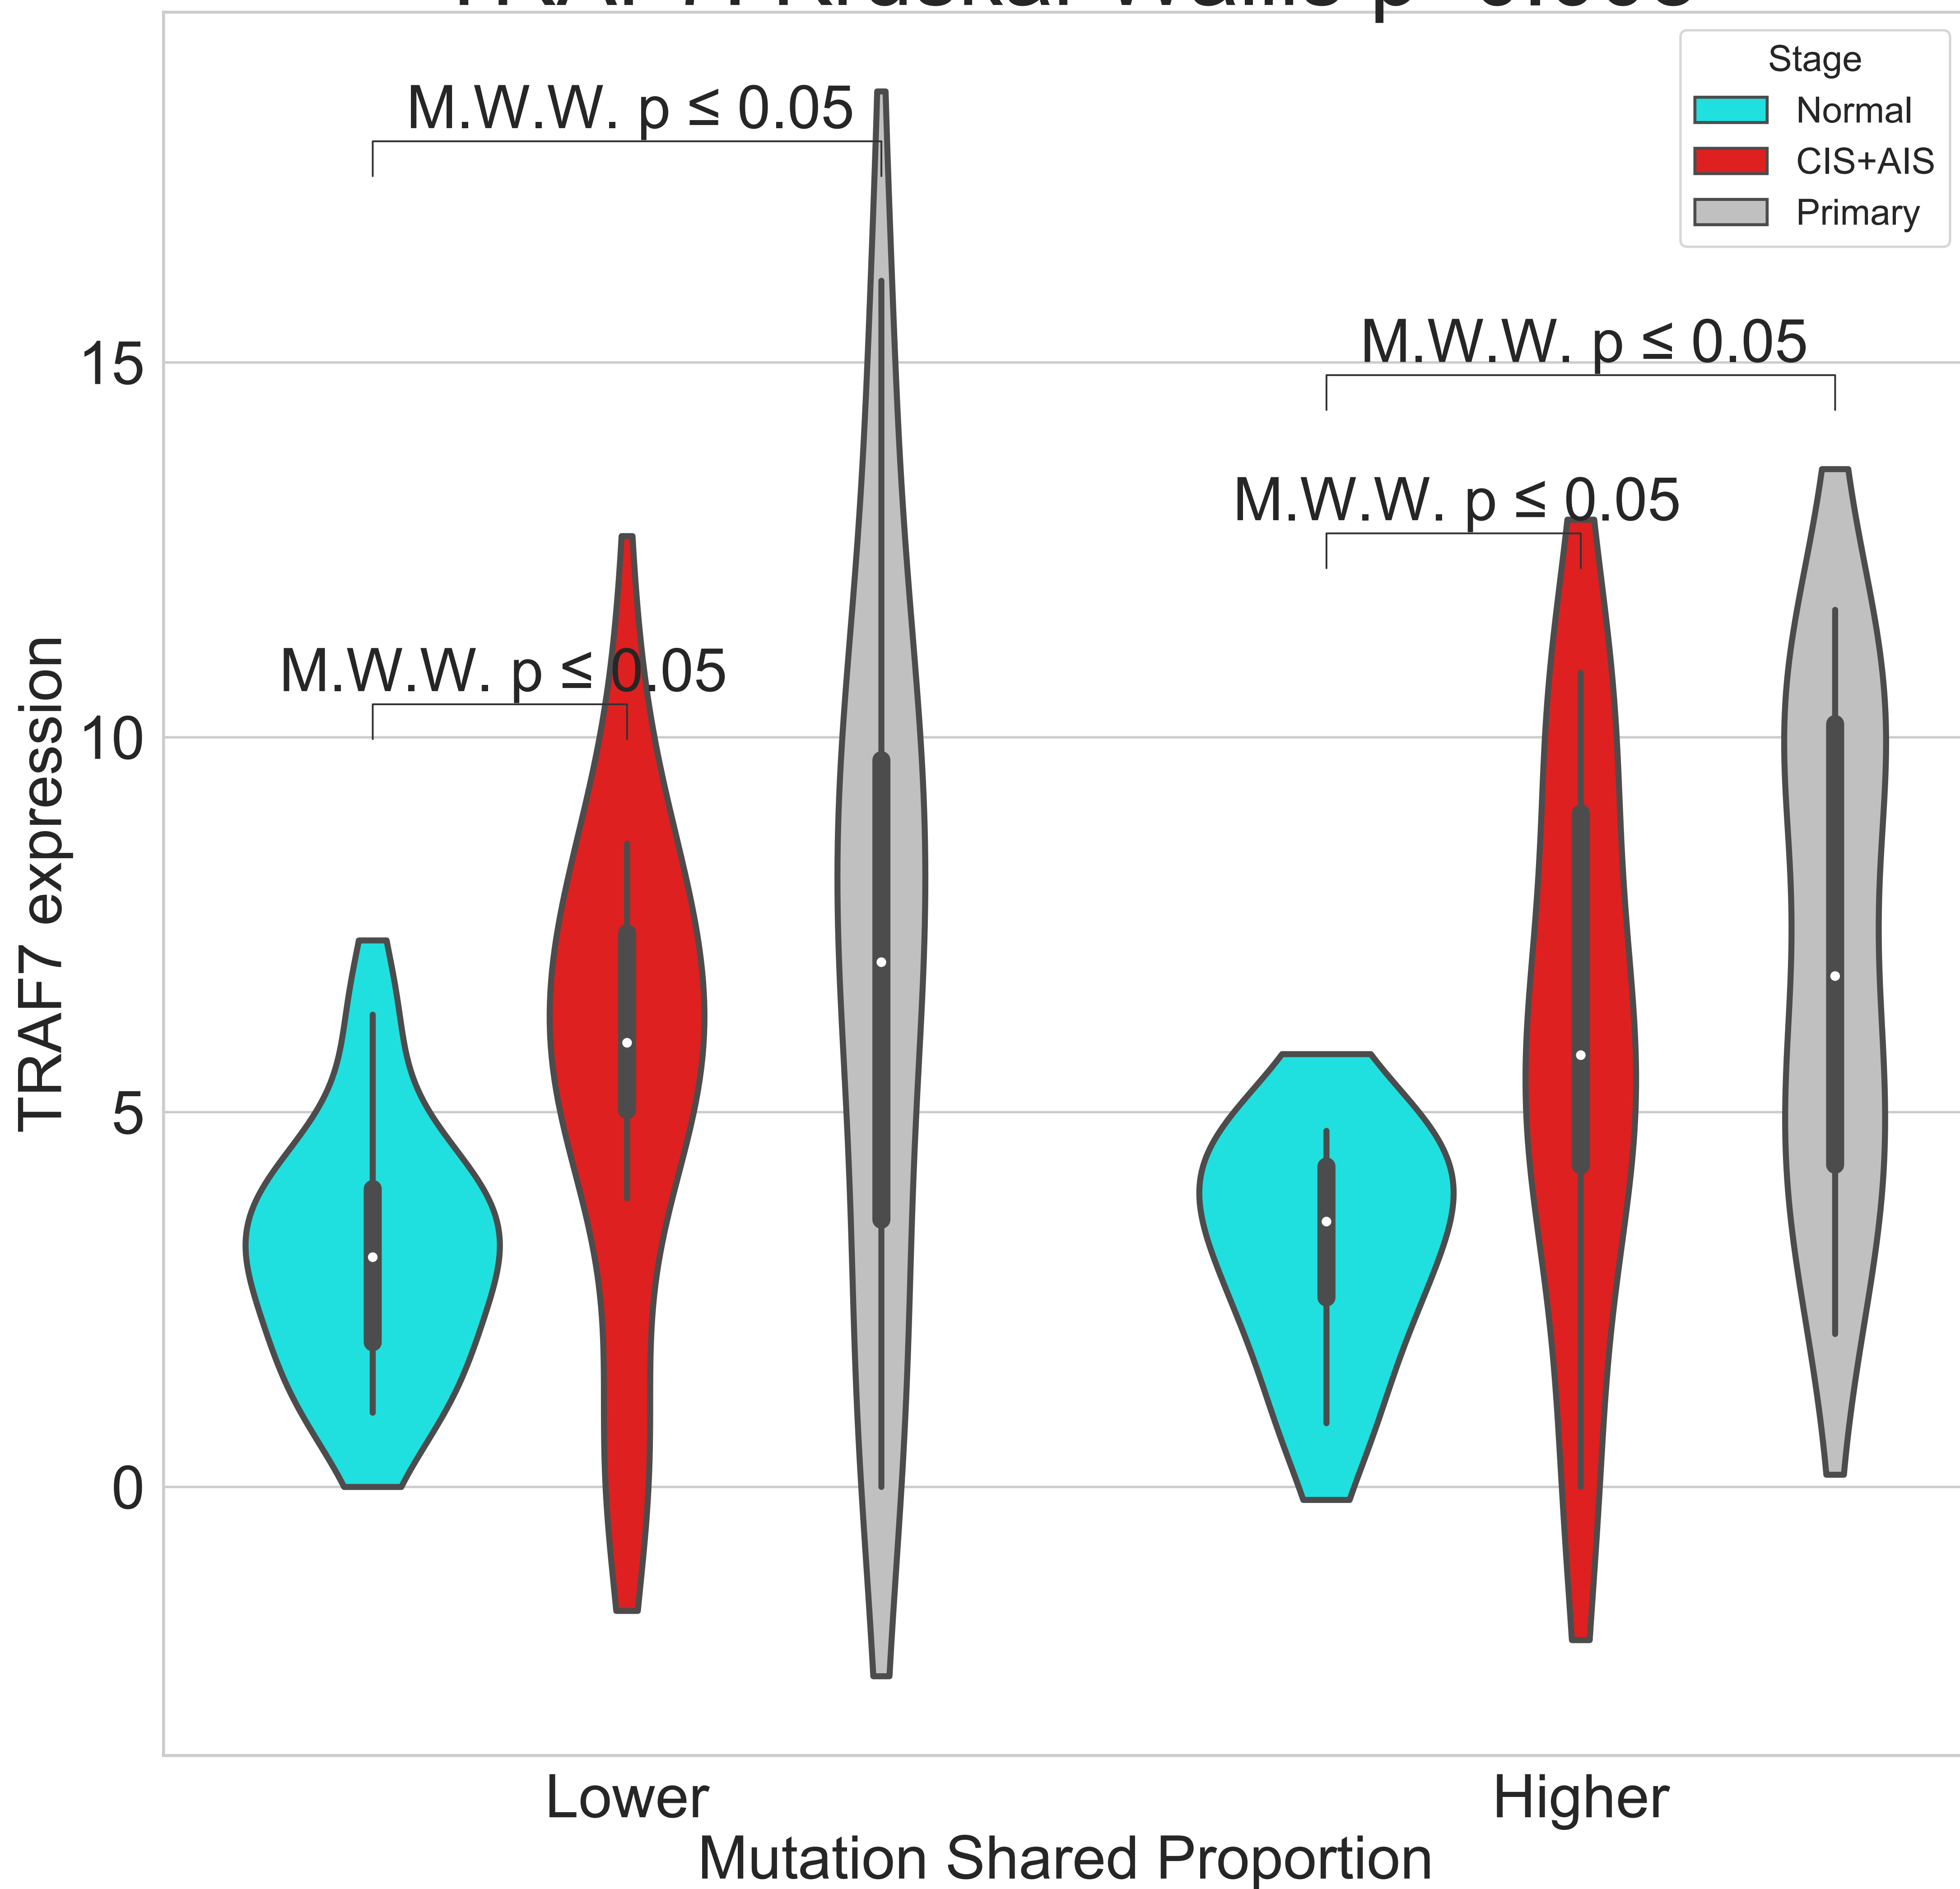 Stage
Normal
CIS+AIS
Primary
M.W.W. p ≤ 0.05
M.W.W. p ≤ 0.05
M.W.W. p ≤ 0.05
M.W.W. p ≤ 0.05
15
10
5
0
TRAF7 expression
Lower
Higher
Mutation Shared Proportion